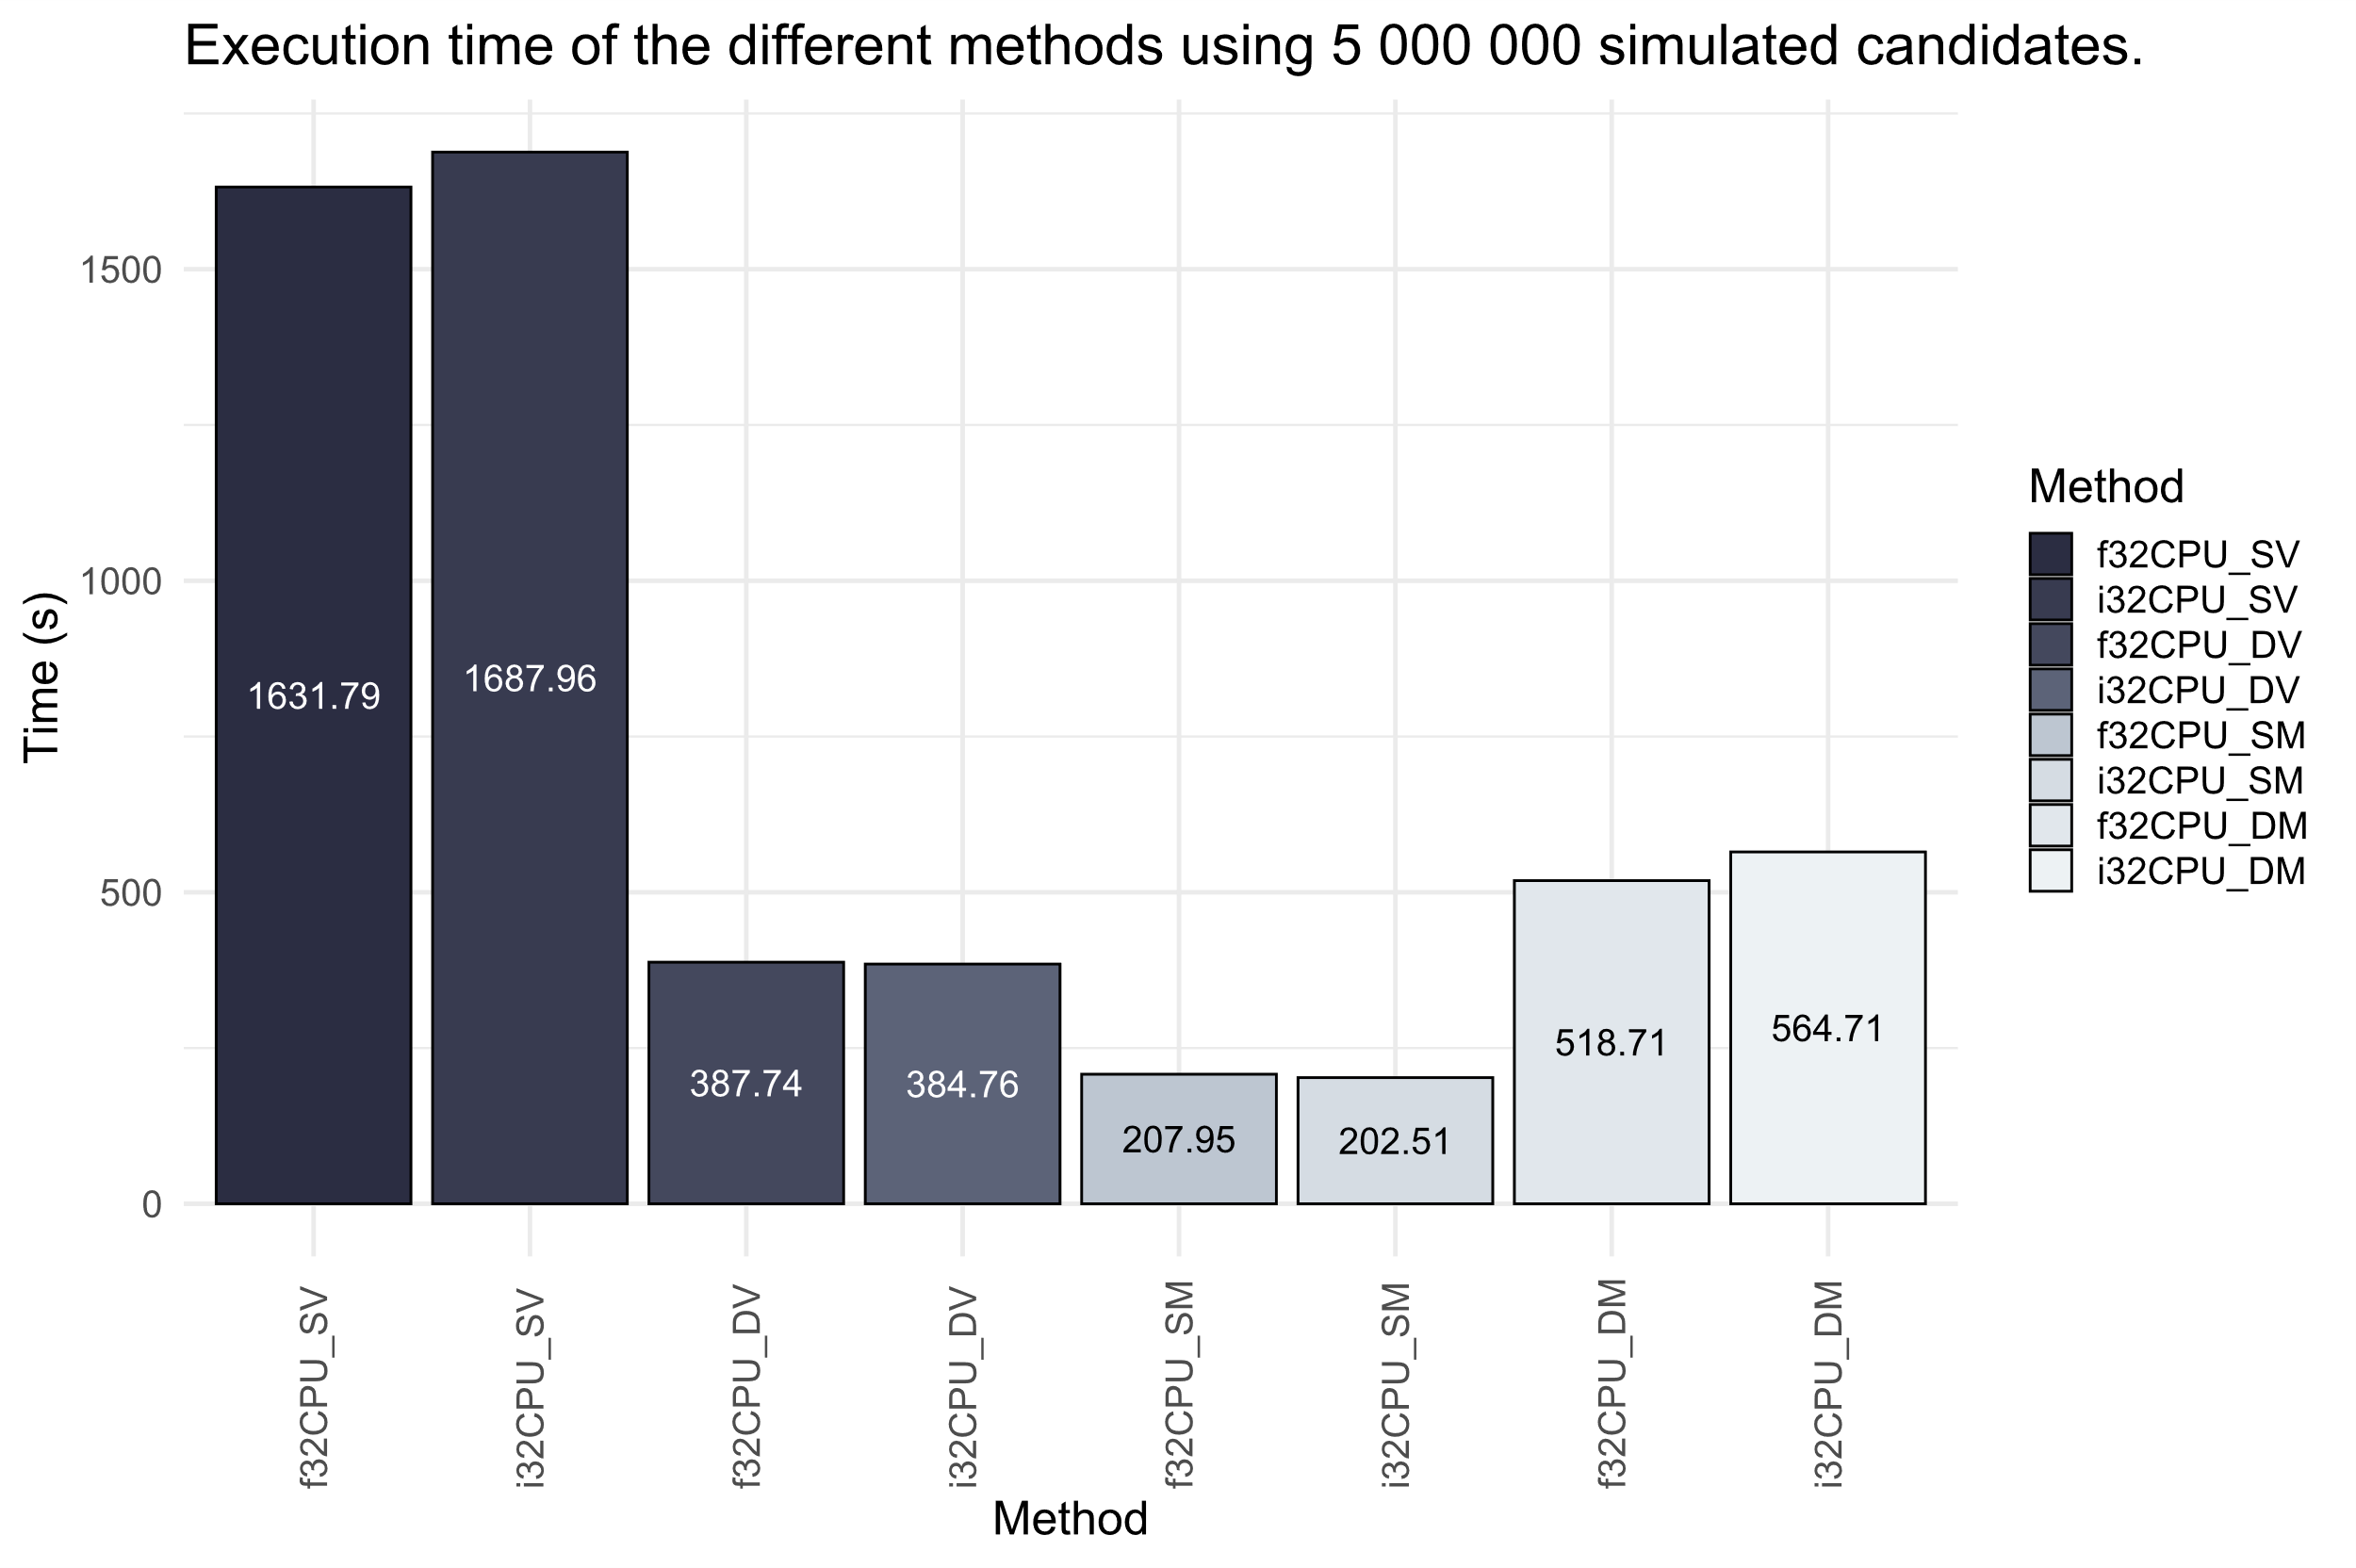 Execution time of the different methods using 5 000 000 simulated candidates.
Time (s)
1500
1000
500
0
1631.79
1687.96
387.74
384.76
207.95
202.51
518.71
564.71
f32CPU_SV
i32CPU_SV
f32CPU_DV
i32CPU_DV
f32CPU_SM
i32CPU_SM
f32CPU_DM
i32CPU_DM
Method
Method
f32CPU_SV
i32CPU_SV
f32CPU_DV
i32CPU_DV
f32CPU_SM
i32CPU_SM
f32CPU_DM
i32CPU_DM